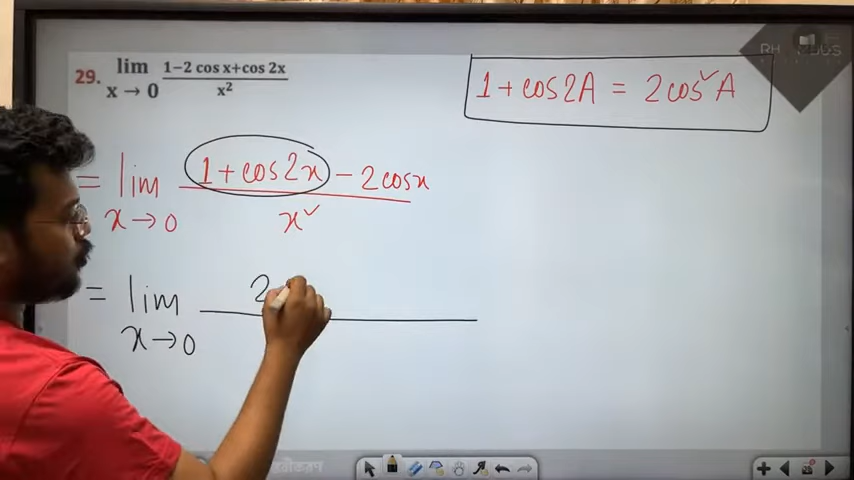 29. lim x → 0 1−2 cos x+cos 2x / x²
1 + cos2A = 2cos²A
= lim x→0 1 + cos2x − 2cosx / x²
= lim x→0 2